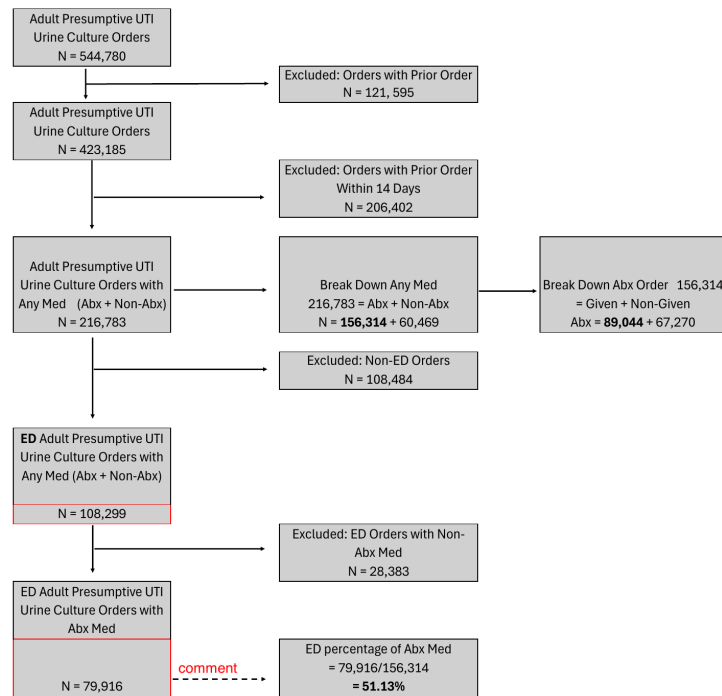 Adult Presumptive UTI
Urine Culture Orders
N = 544,780
Excluded: Orders with Prior Order
N = 121, 595
Adult Presumptive UTI
Urine Culture Orders
N = 423,185
Excluded: Orders with Prior Order
Within 14 Days
N = 206,402
Adult Presumptive UTI
Urine Culture Orders with
Any Med (Abx + Non-Abx)
N = 216,783
Break Down Any Med
216,783 = Abx + Non-Abx
N = 156,314 + 60,469
Break Down Abx Order 156,314
= Given + Non-Given
Abx = 89,044 + 67,270
Excluded: Non-ED Orders
N = 108,484
ED Adult Presumptive UTI
Urine Culture Orders with
Any Med (Abx + Non-Abx)
N = 108,299
Excluded: ED Orders with Non-
Abx Med
N = 28,383
ED Adult Presumptive UTI
Urine Culture Orders with
Abx Med
N = 79,916
comment
ED percentage of Abx Med
= 79,916/156,314
= 51.13%